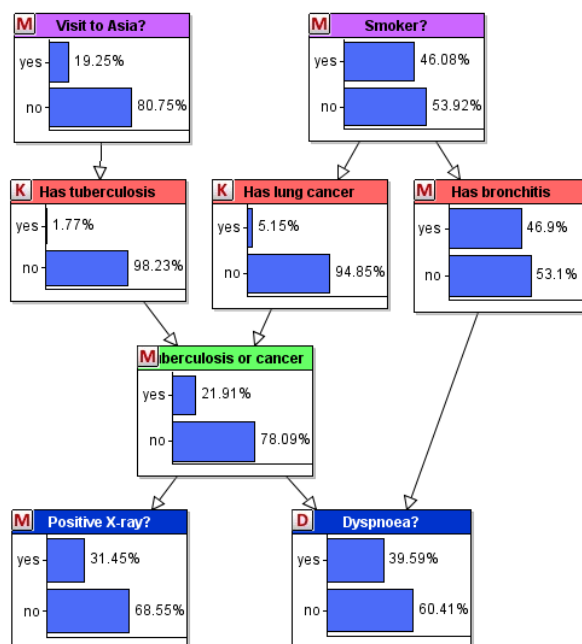 M Visit to Asia?
yes 19.25%
no 80.75%
M Smoker?
yes 46.08%
no 53.92%
K Has tuberculosis
yes 1.77%
no 98.23%
K Has lung cancer
yes 5.15%
no 94.85%
M Has bronchitis
yes 46.9%
no 53.1%
M uberculosis or cancer
yes 21.91%
no 78.09%
M Positive X-ray?
yes 31.45%
no 68.55%
D Dyspnoea?
yes 39.59%
no 60.41%